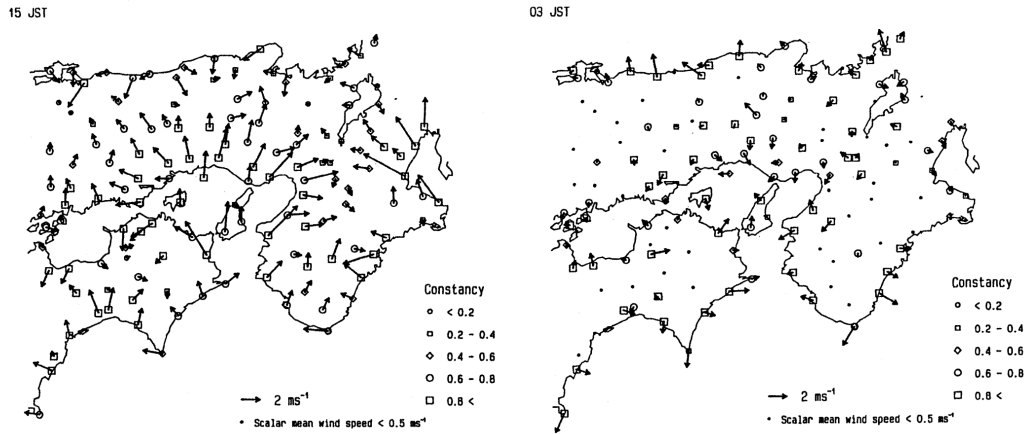 15 JST
Constancy
< 0.2
0.2 - 0.4
0.4 - 0.6
0.6 - 0.8
0.8 <
2 ms⁻¹
Scalar mean wind speed < 0.5 ms⁻¹
03 JST
Constancy
< 0.2
0.2 - 0.4
0.4 - 0.6
0.6 - 0.8
0.8 <
2 ms⁻¹
Scalar mean wind speed < 0.5 ms⁻¹